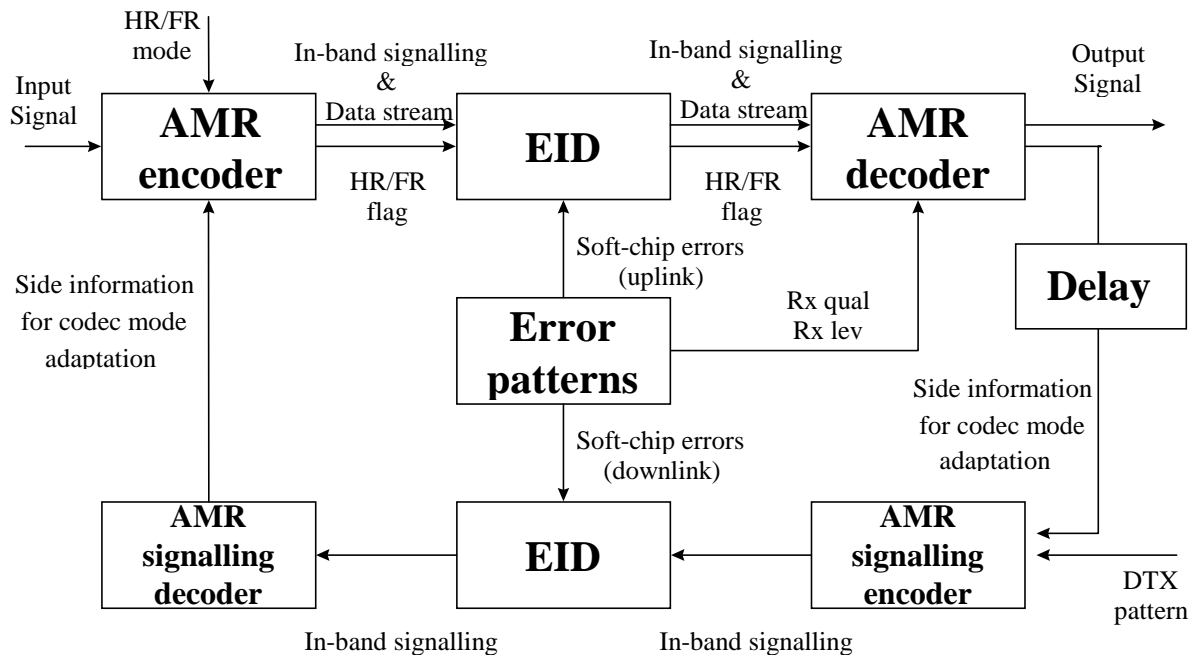 HR/FR
mode
Input
Signal
AMR
encoder
In-band signalling
&
Data stream
HR/FR
flag
EID
In-band signalling
&
Data stream
HR/FR
flag
AMR
decoder
Output
Signal
Side information
for codec mode
adaptation
Soft-chip errors
(uplink)
Error
patterns
Rx qual
Rx lev
Delay
Side information
for codec mode
adaptation
Soft-chip errors
(downlink)
AMR
signalling
decoder
EID
AMR
signalling
encoder
DTX
pattern
In-band signalling
In-band signalling